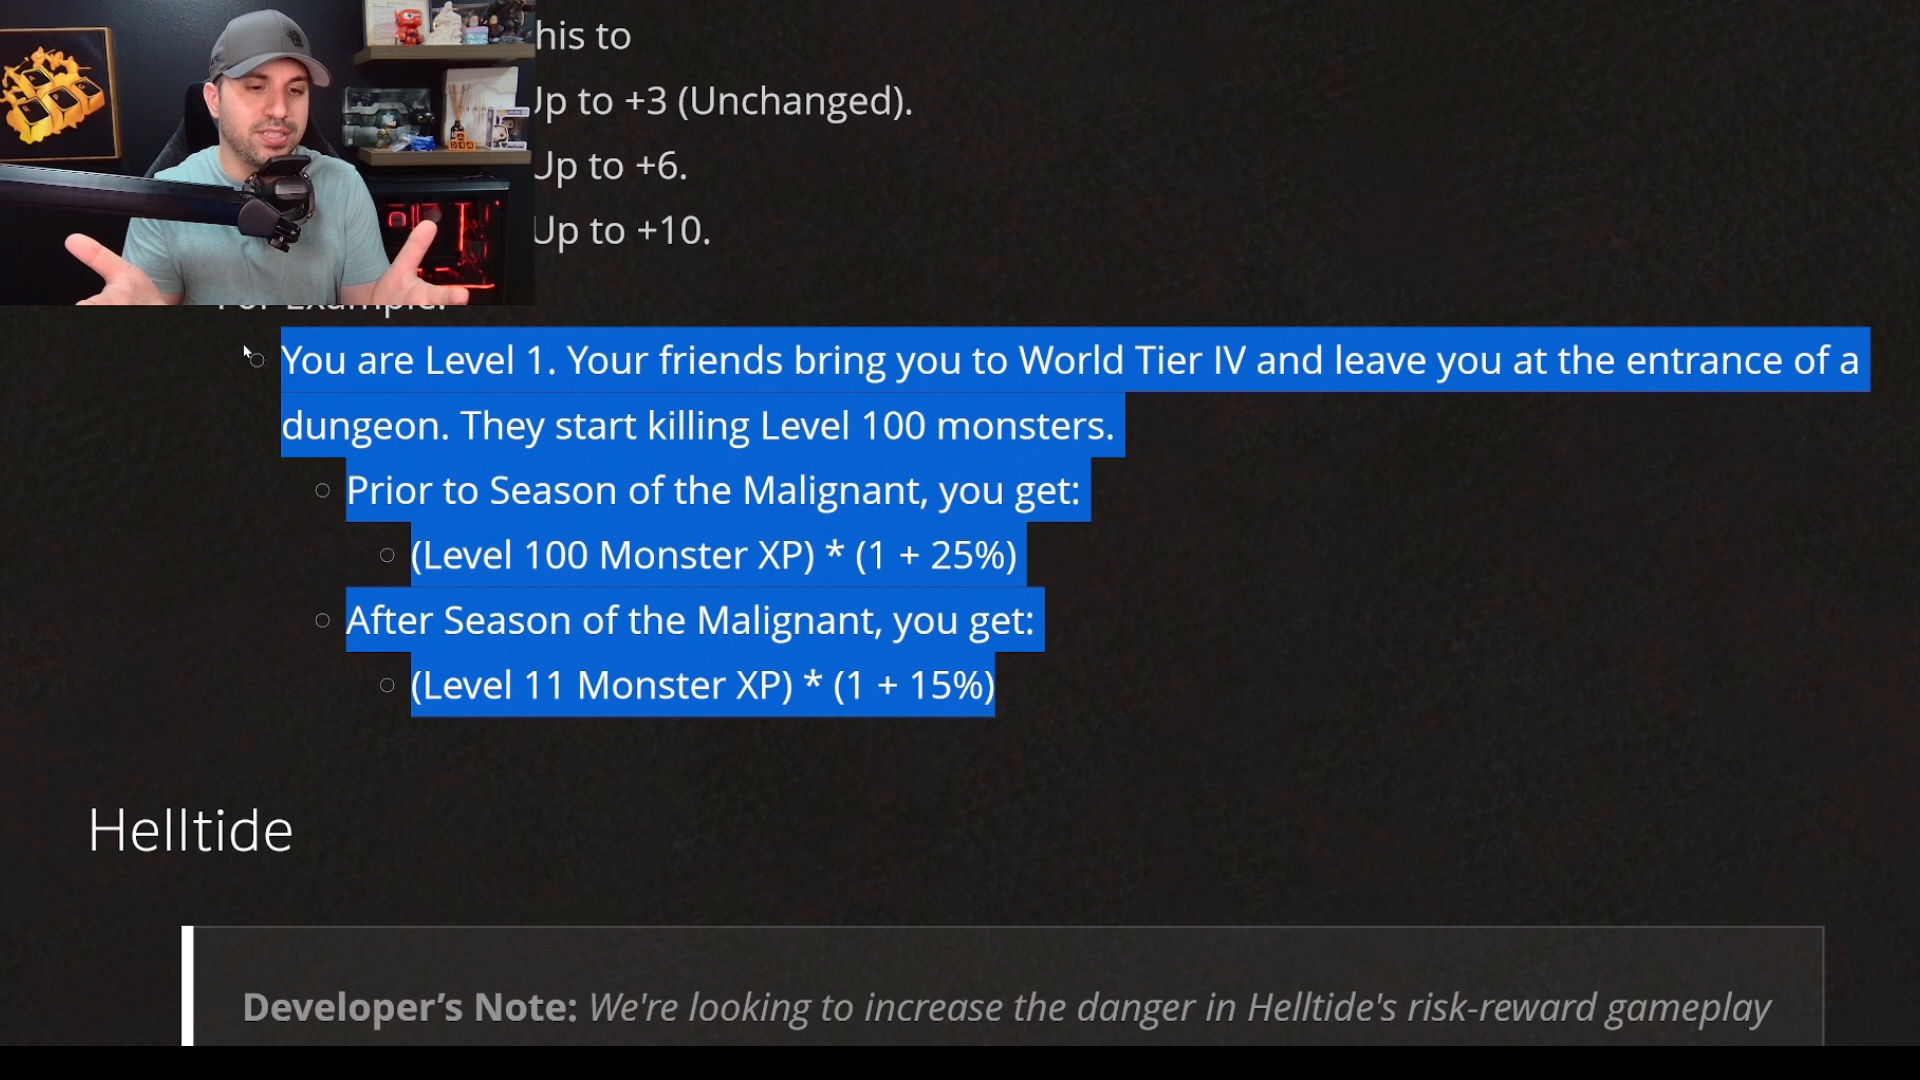 his to
Up to +3 (Unchanged).
Up to +6.
Up to +10.
For Example:
You are Level 1. Your friends bring you to World Tier IV and leave you at the entrance of a
dungeon. They start killing Level 100 monsters.
Prior to Season of the Malignant, you get:
(Level 100 Monster XP) * (1 + 25%)
After Season of the Malignant, you get:
(Level 11 Monster XP) * (1 + 15%)
Helltide
Developer’s Note: We're looking to increase the danger in Helltide's risk-reward gameplay